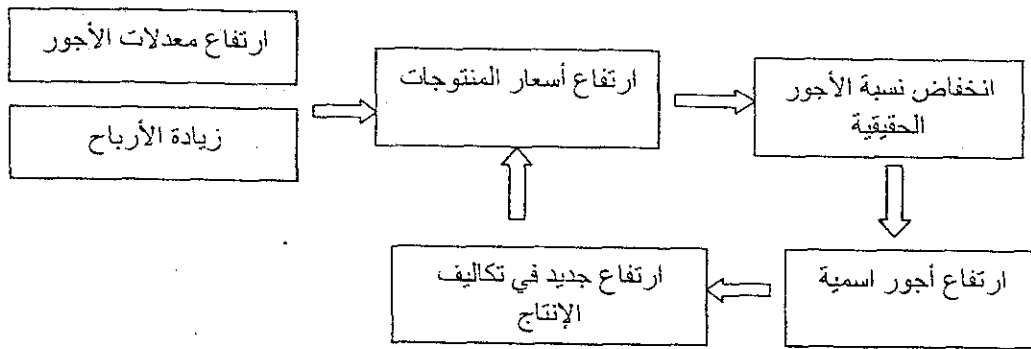 ارتفاع معدلات الأجور
زيادة الأرباح
ارتفاع أسعار المنتوجات
انخفاض نسبة الأجور
الحقيقية
ارتفاع أجور اسمية
ارتفاع جديد في تكاليف
الإنتاج